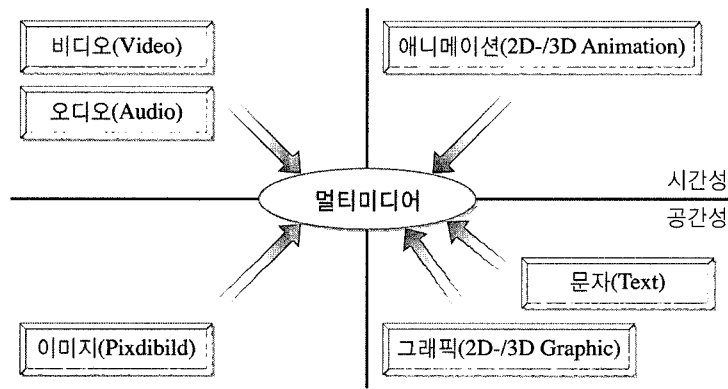 비디오(Video)
애니메이션(2D-/3D Animation)
오디오(Audio)
시간성
멀티미디어
공간성
문자(Text)
이미지(Pixdibild)
그래픽(2D-/3D Graphic)